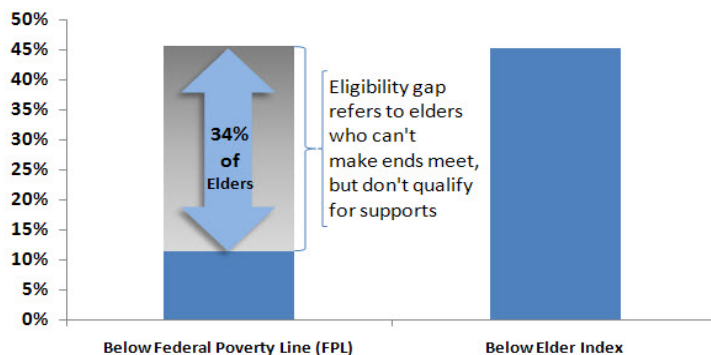 50%
45%
40%
35%
30%
25%
20%
15%
10%
5%
0%
34%
of
Elders
Eligibility gap
refers to elders
who can't
make ends meet,
but don't qualify
for supports
Below Federal Poverty Line (FPL)
Below Elder Index